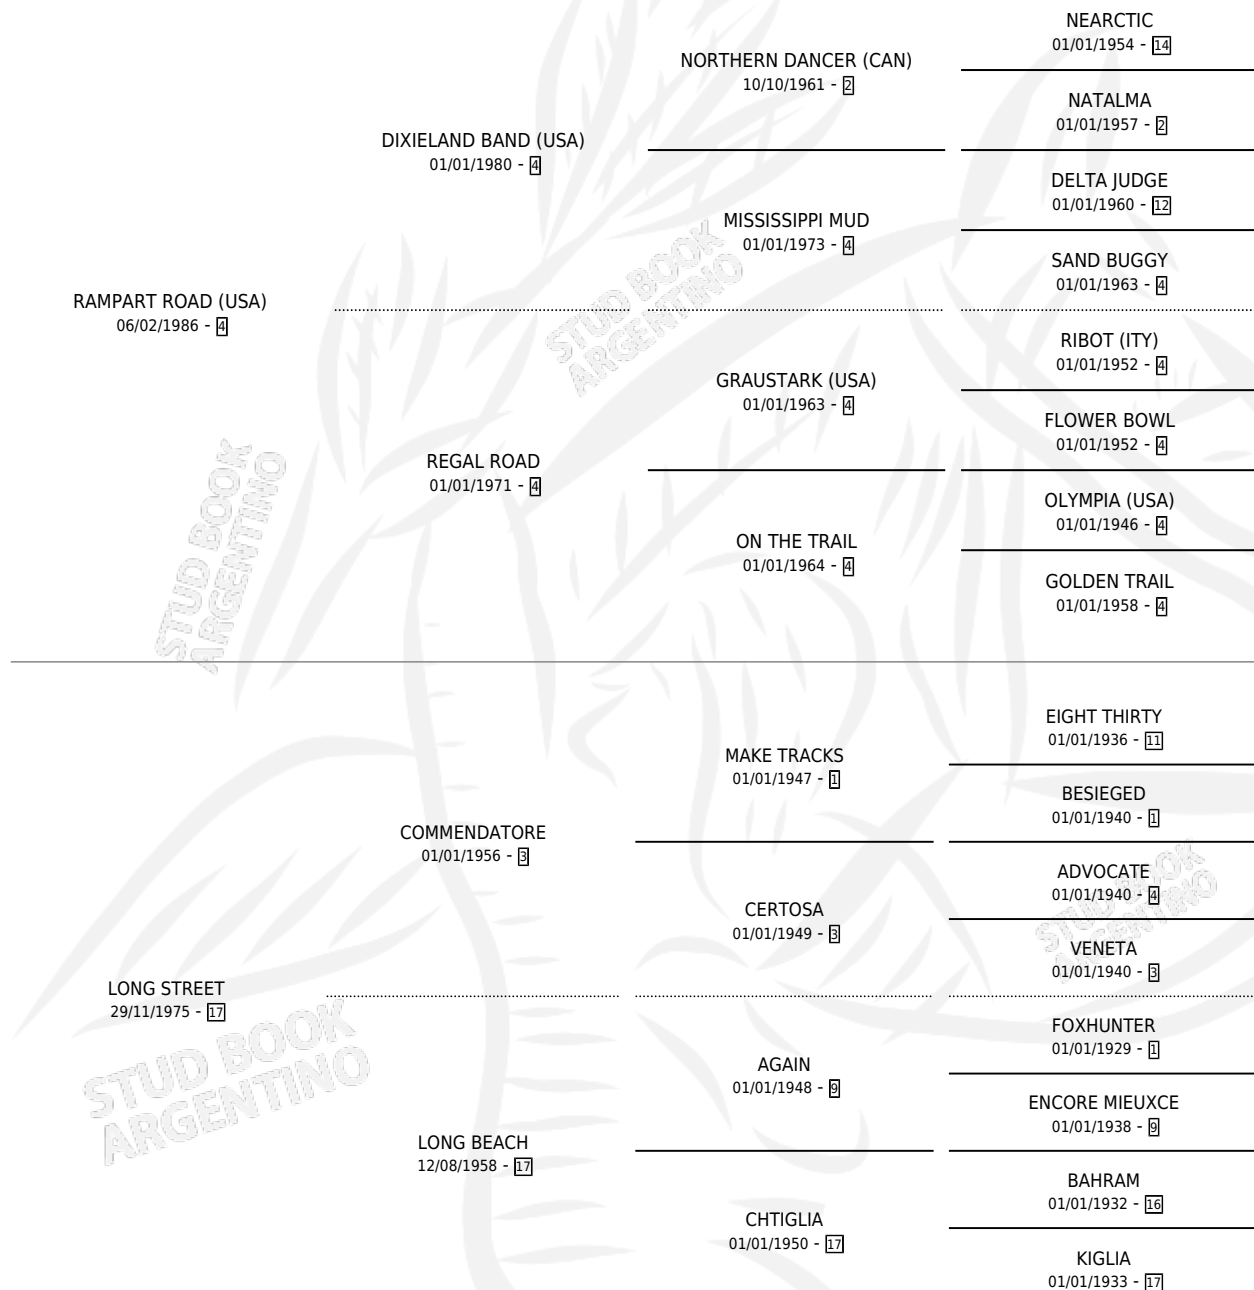 NEARCTIC
01/01/1954 - 14
NORTHERN DANCER (CAN)
10/10/1961 - 2
NATALMA
01/01/1957 - 2
DIXIELAND BAND (USA)
01/01/1980 - 4
DELTA JUDGE
01/01/1960 - 12
MISSISSIPPI MUD
01/01/1973 - 4
SAND BUGGY
01/01/1963 - 4
RAMPART ROAD (USA)
06/02/1986 - 4
RIBOT (ITY)
01/01/1952 - 4
GRAUSTARK (USA)
01/01/1963 - 4
FLOWER BOWL
01/01/1952 - 4
REGAL ROAD
01/01/1971 - 4
OLYMPIA (USA)
01/01/1946 - 4
ON THE TRAIL
01/01/1964 - 4
GOLDEN TRAIL
01/01/1958 - 4
EIGHT THIRTY
01/01/1936 - 11
MAKE TRACKS
01/01/1947 - 1
BESIEGED
01/01/1940 - 1
COMMENDATORE
01/01/1956 - 3
ADVOCATE
01/01/1940 - 4
CERTOSA
01/01/1949 - 3
VENETA
01/01/1940 - 3
LONG STREET
29/11/1975 - 17
FOXHUNTER
01/01/1929 - 1
AGAIN
01/01/1948 - 9
ENCORE MIEUXCE
01/01/1938 - 9
LONG BEACH
12/08/1958 - 17
BAHRAM
01/01/1932 - 16
CHTIGLIA
01/01/1950 - 17
KIGLIA
01/01/1933 - 17
STUD BOOK
ARGENTINO
STUD BOOK
ARGENTINO
STUD BOOK
ARGENTINO
STUD BOOK
ARGENTINO